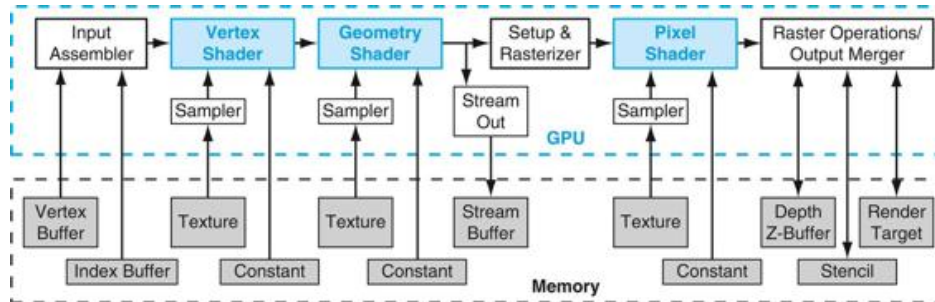 Input
Assembler
Vertex
Shader
Geometry
Shader
Setup &
Rasterizer
Pixel
Shader
Raster Operations/
Output Merger
Sampler
Sampler
Stream
Out
Sampler
GPU
Vertex
Buffer
Texture
Texture
Stream
Buffer
Texture
Depth
Z-Buffer
Render
Target
Index Buffer
Constant
Constant
Constant
Stencil
Memory